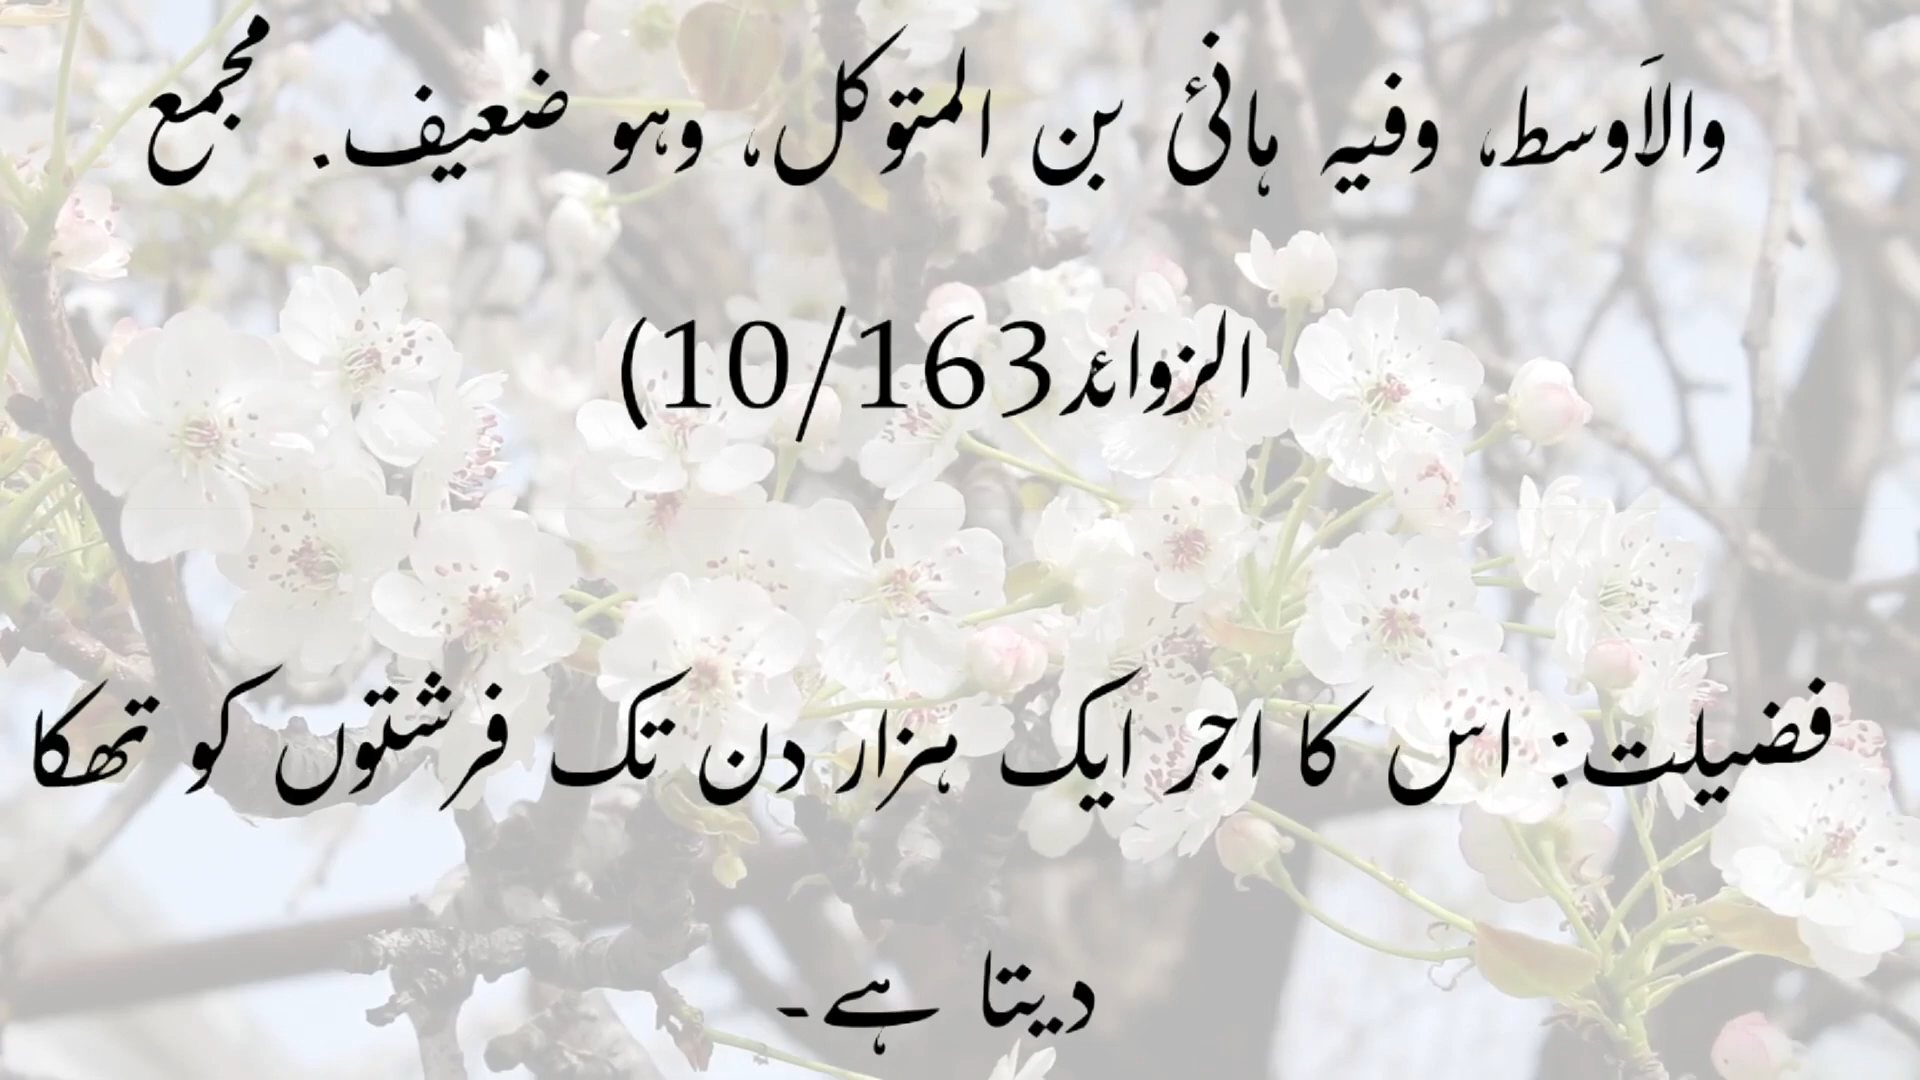 والاَوسط، وفیہ ہانئ بن المتوکل، وہو ضعیف. مجمع
الزوائد10/163)
فضیلت: اس کا اجر ایک ہزار دن تک فرشتوں کو تھکا
دیتا ہے۔